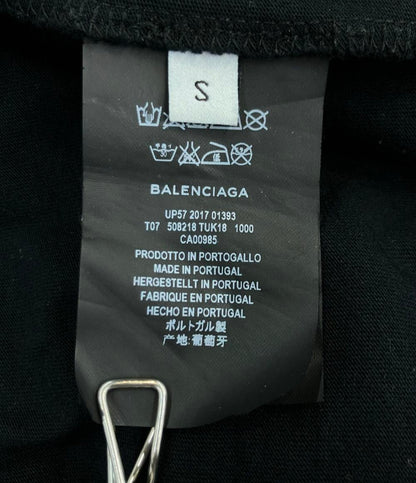 S
30
BALENCIAGA
UP57 2017 01393
T07 508218 TUK18 1000
CA00985
PRODOTTO IN PORTOGALLO
MADE IN PORTUGAL
HERGESTELLT IN PORTUGAL
FABRIQUE EN PORTUGAL
HECHO EN PORTUGAL
ポルトガル製
产地:葡萄牙